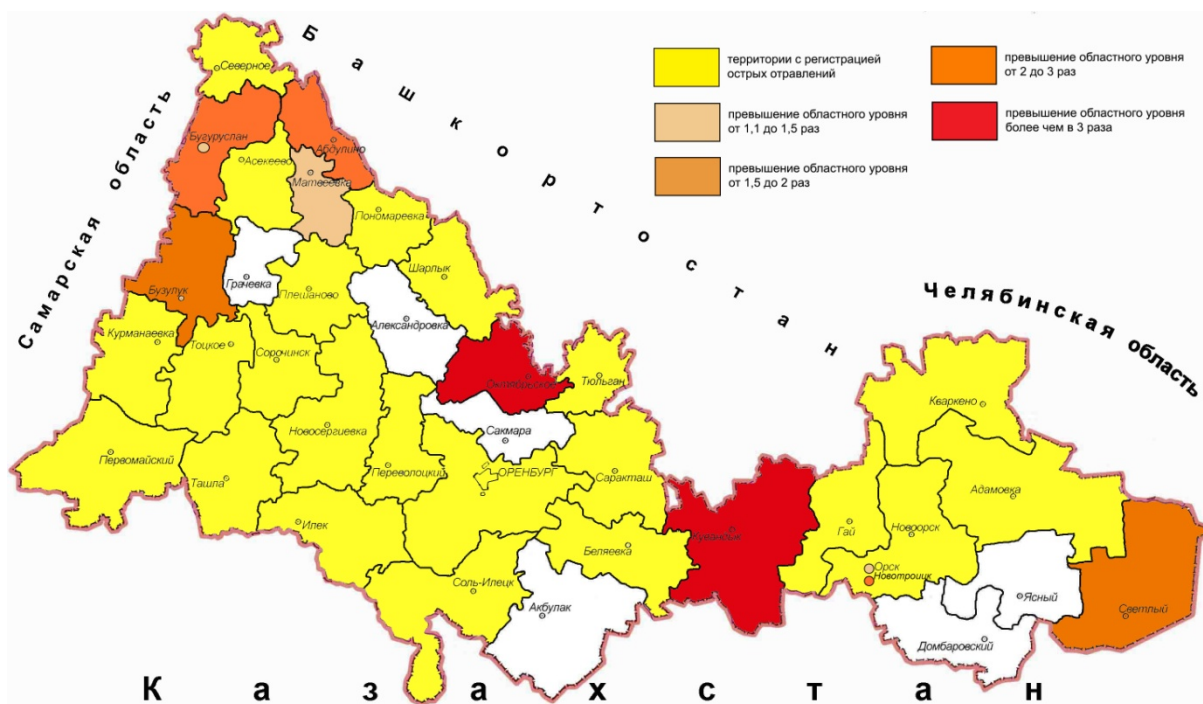 Башкортостан
Самарская область
Челябинская область
Казахстан
территории с регистрацией
острых отравлений
превышение областного уровня
от 1,1 до 1,5 раз
превышение областного уровня
от 1,5 до 2 раз
превышение областного уровня
от 2 до 3 раз
превышение областного уровня
более чем в 3 раза
Северное
Бугуруслан
Абдулино
Асекеево
Матвеевка
Пономаревка
Шарлык
Грачевка
Плешаново
Бузулук
Александровка
Курманаевка
Тоцкое
Сорочинск
Октябрьское
Тюльган
Кваркено
Новосергиевка
Сакмара
Первомайский
Ташла
Переволоцкий
ОРЕНБУРГ
Саракташ
Адамовка
Илек
Кувандык
Гай
Новоорск
Беляевка
Орск
Новотроицк
Соль-Илецк
Акбулак
Ясный
Светлый
Домбаровский